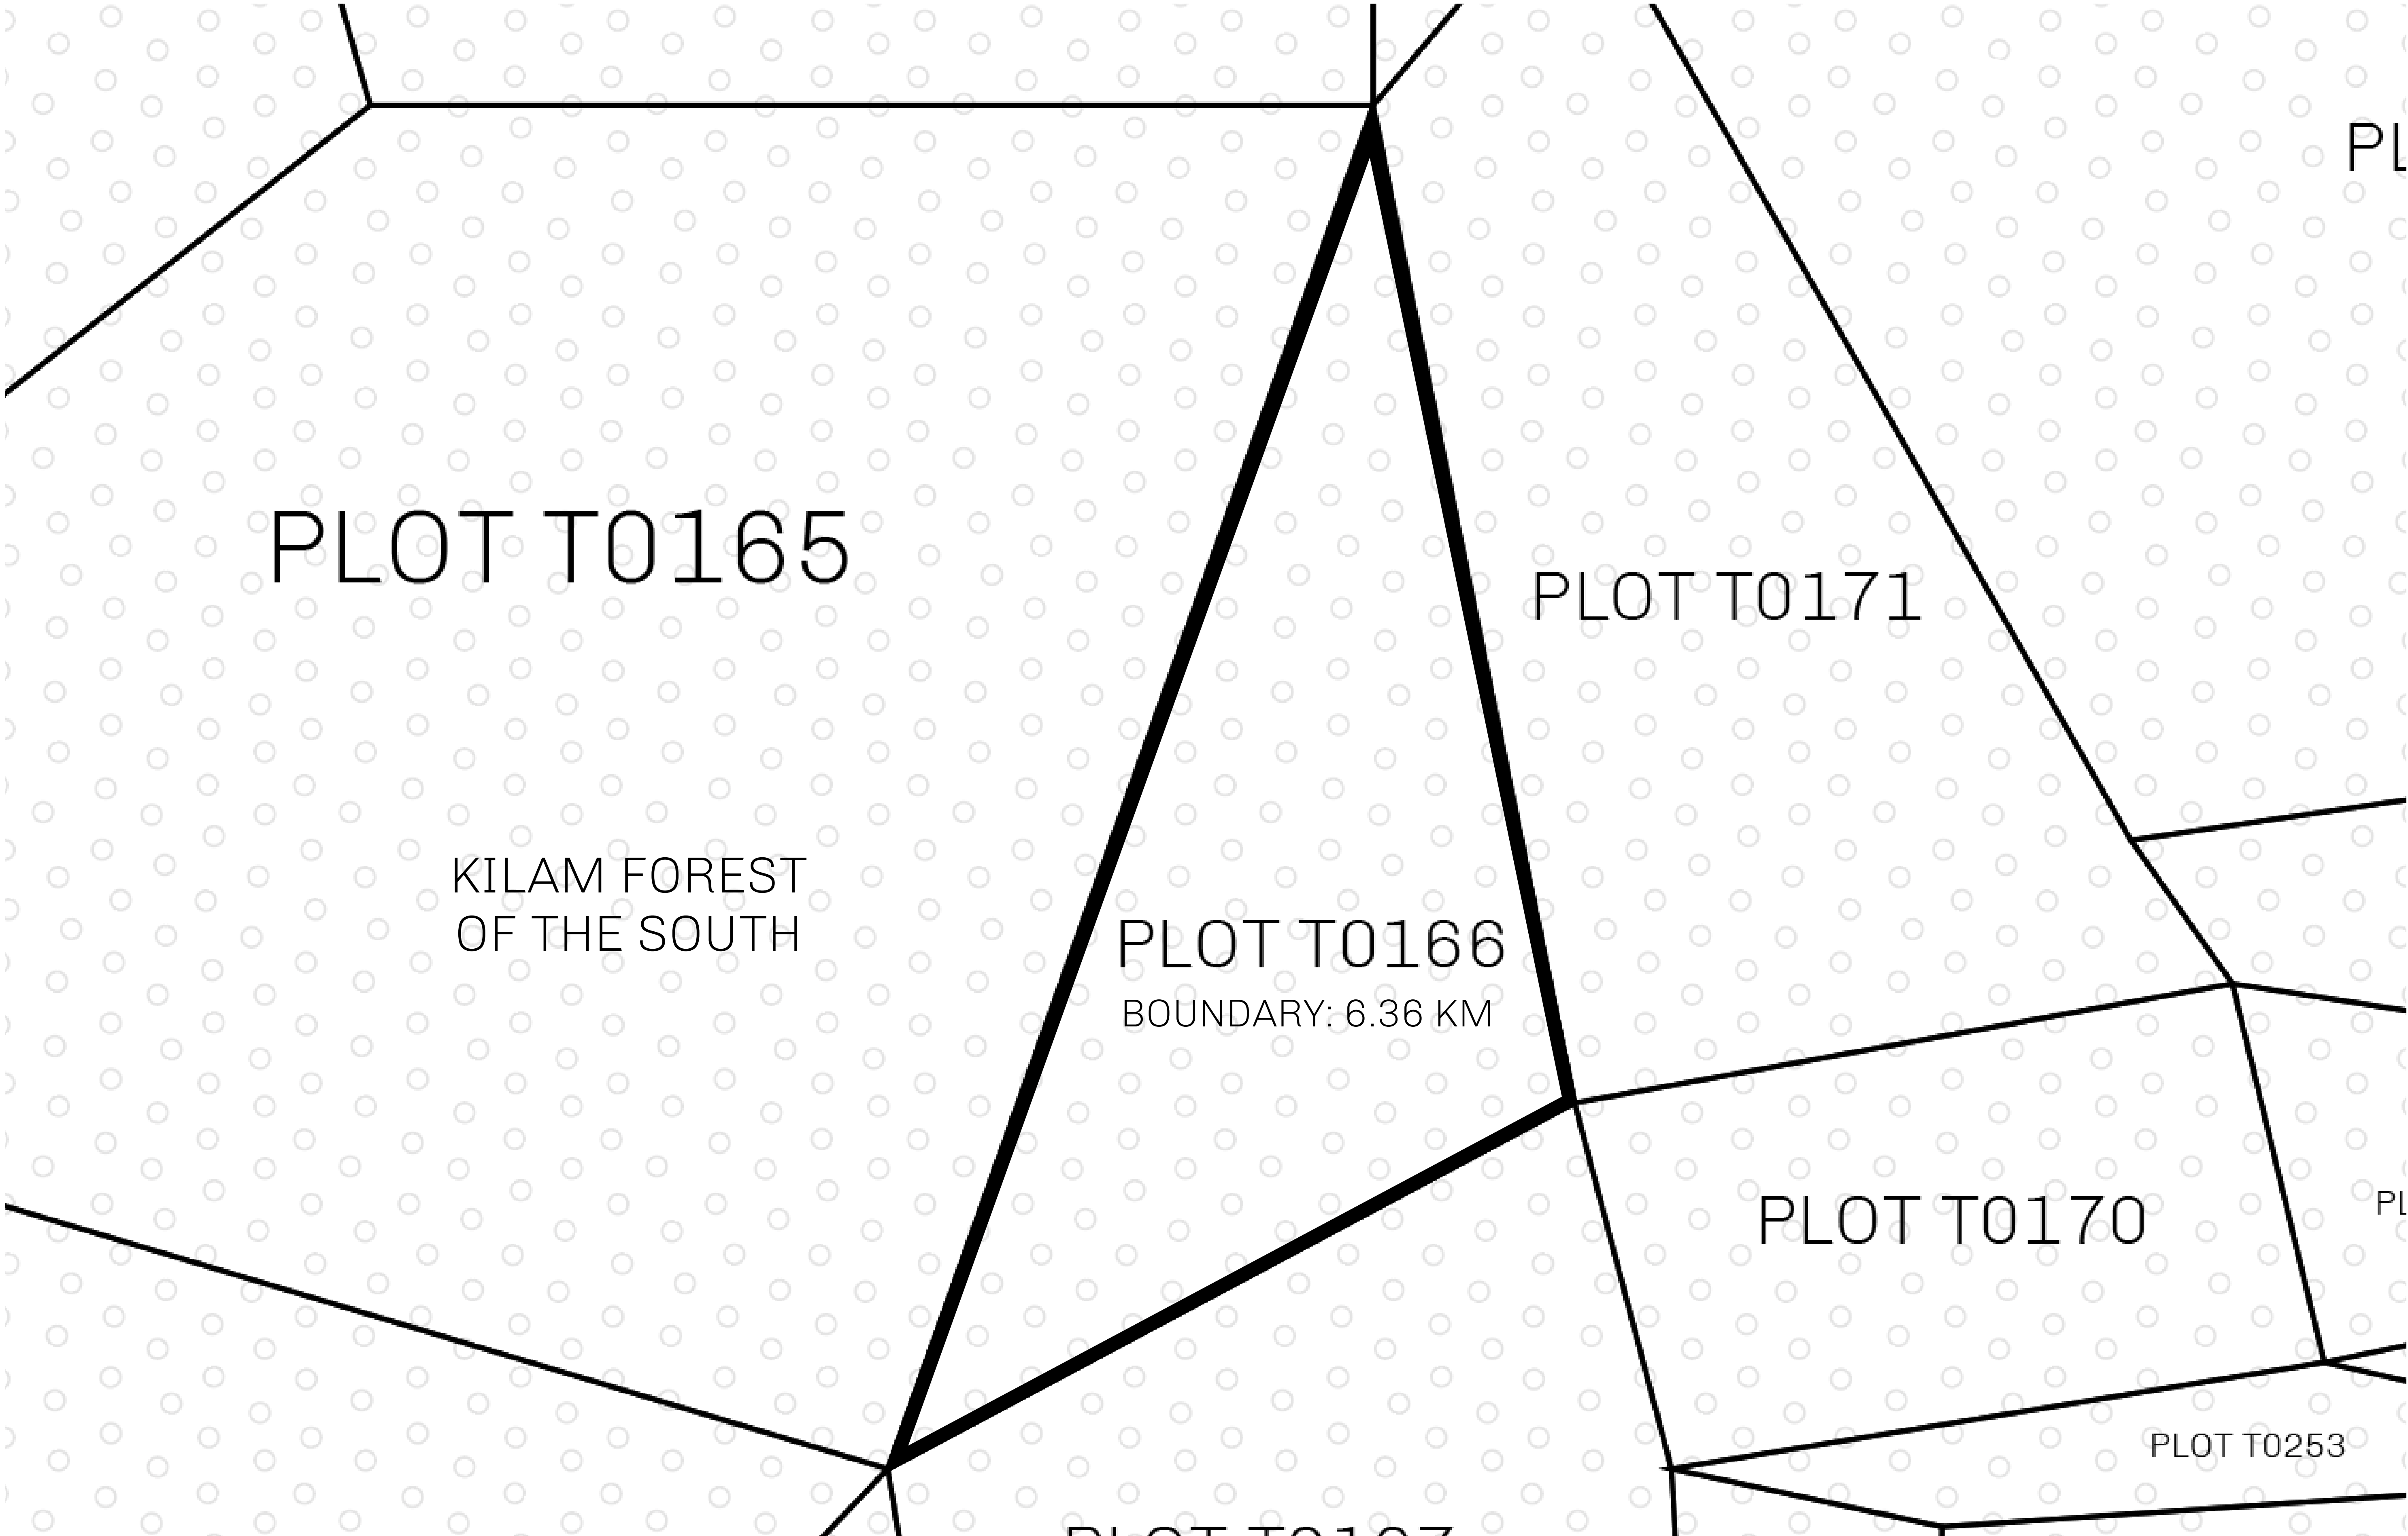 PLOT T0165
PLOT T0171
KILAM FOREST
OF THE SOUTH
PLOT T0166
BOUNDARY: 6.36 KM
PLOT T0170
PLOT T0253